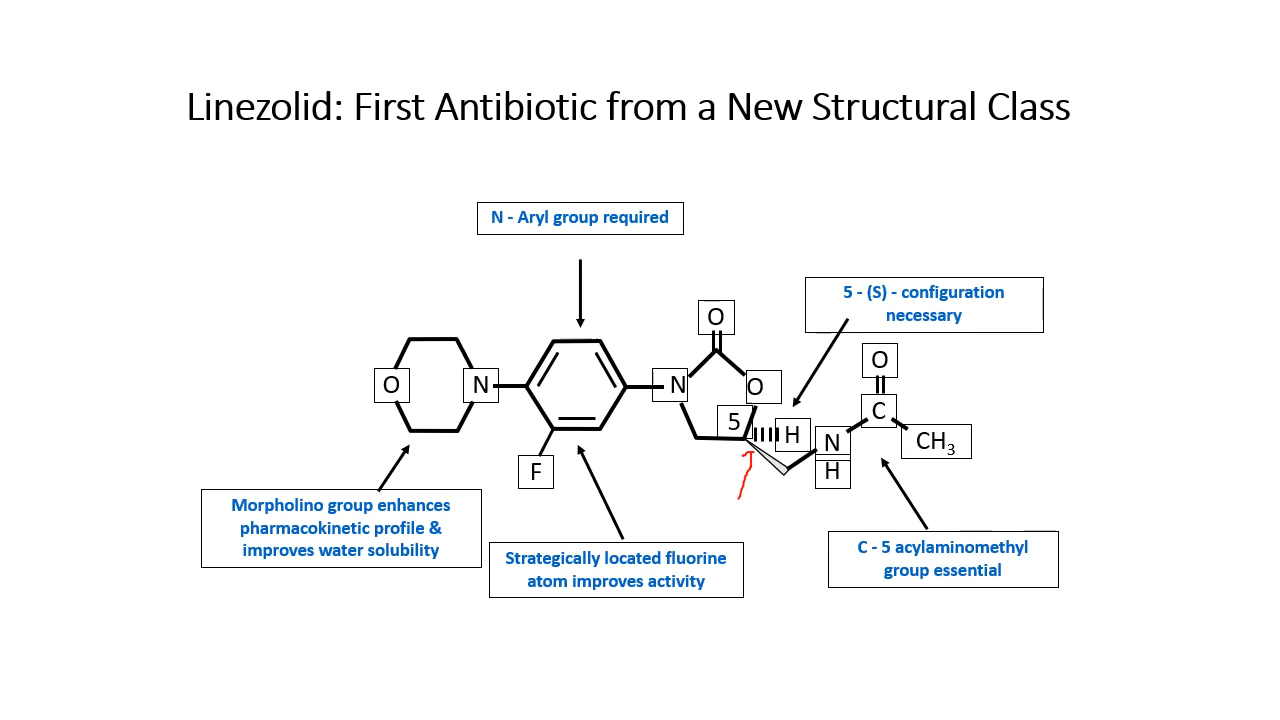 Linezolid: First Antibiotic from a New Structural Class
N - Aryl group required
5 - (S) - configuration
necessary
O
O
O
N
N
O
C
5
H
N
CH₃
F
H
Morpholino group enhances
pharmacokinetic profile &
improves water solubility
Strategically located fluorine
atom improves activity
C - 5 acylaminomethyl
group essential